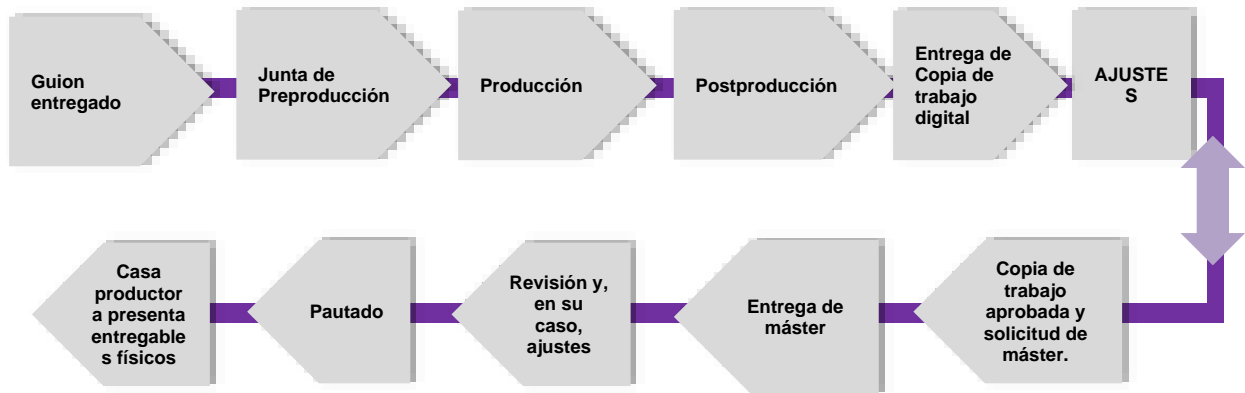 Guion
entregado
Junta de
Preproducción
Producción
Postproducción
Entrega de
Copia de
trabajo
digital
AJUSTE
S
Copia de
trabajo
aprobada y
solicitud de
máster.
Entrega de
máster
Revisión y,
en su caso,
ajustes
Pautado
Casa
productor
a presenta
entregable
s físicos